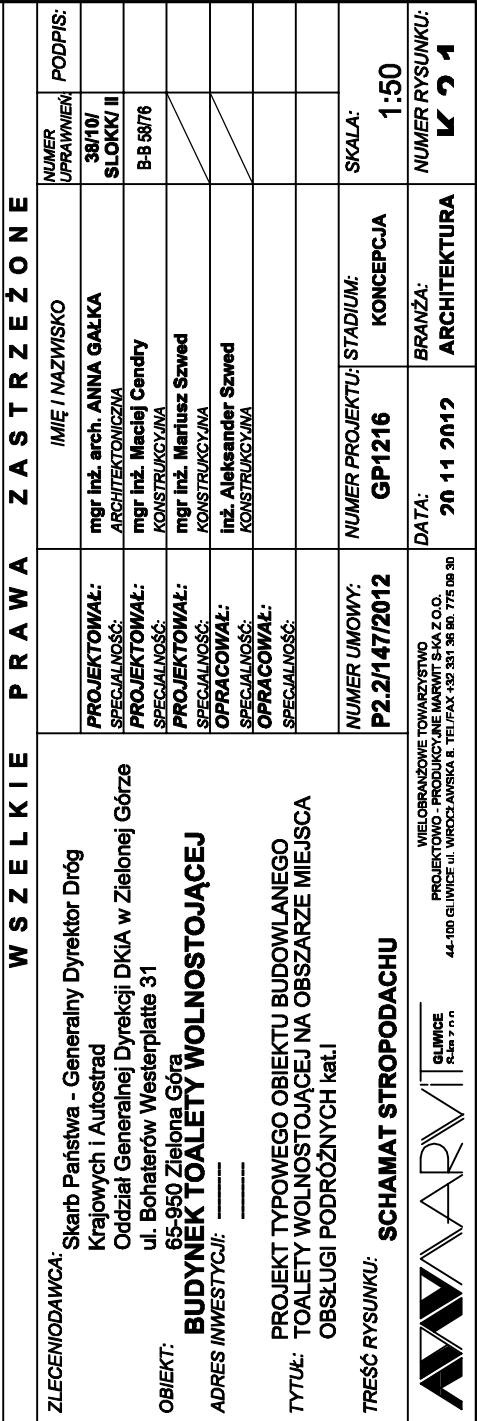 WSZELKIE PRAWA ZASTRZEŻONE
ZLECENIODAWCA:
Skarb Państwa - Generalny Dyrektor Dróg
Krajowych i Autostrad
Oddział Generalnej Dyrekcji DKiA w Zielonej Górze
ul. Bohaterów Westerplatte 31
65-950 Zielona Góra
OBIEKT:
BUDYNEK TOALETY WOLNOSTOJĄCEJ
ADRES INWESTYCJI: --------
--------
TYTUŁ:
PROJEKT TYPOWEGO OBIEKTU BUDOWLANEGO
TOALETY WOLNOSTOJĄCEJ NA OBSZARZE MIEJSCA
OBSŁUGI PODRÓŻNYCH kat.I
TREŚĆ RYSUNKU:
SCHAMAT STROPODACHU
IMIĘ I NAZWISKO
NUMER
UPRAWNIEŃ:
PODPIS:
PROJEKTOWAŁ:
SPECJALNOŚĆ:
mgr inż. arch. ANNA GAŁKA
ARCHITEKTONICZNA
38/10/
SLOKK/ II
PROJEKTOWAŁ:
SPECJALNOŚĆ:
mgr inż. Maciej Cendry
KONSTRUKCYJNA
B-B 58/76
PROJEKTOWAŁ:
SPECJALNOŚĆ:
mgr inż. Mariusz Szwed
KONSTRUKCYJNA
OPRACOWAŁ:
SPECJALNOŚĆ:
inż. Aleksander Szwed
KONSTRUKCYJNA
OPRACOWAŁ:
SPECJALNOŚĆ:
NUMER UMOWY:
P2.2/147/2012
NUMER PROJEKTU:
GP1216
STADIUM:
KONCEPCJA
SKALA:
1:50
MARVIT
GLIWICE
S-ka z o.o.
WIELOBRANŻOWE TOWARZYSTWO
PROJEKTOWO - PRODUKCYJNE MARWIT S-KA Z O.O.
44-100 GLIWICE ul. WROCŁAWSKA 8. TEL/FAX +32 331 36 90, 775 09 30
DATA:
20.11.2012
BRANŻA:
ARCHITEKTURA
NUMER RYSUNKU: